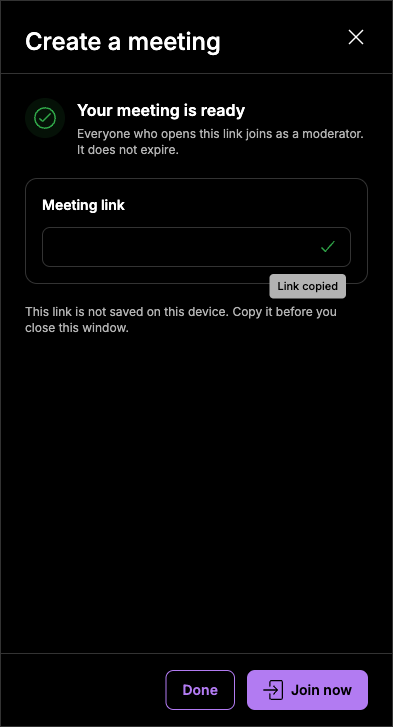 Create a meeting
Your meeting is ready
Everyone who opens this link joins as a moderator.
It does not expire.
Meeting link
Link copied
This link is not saved on this device. Copy it before you
close this window.
Done
Join now